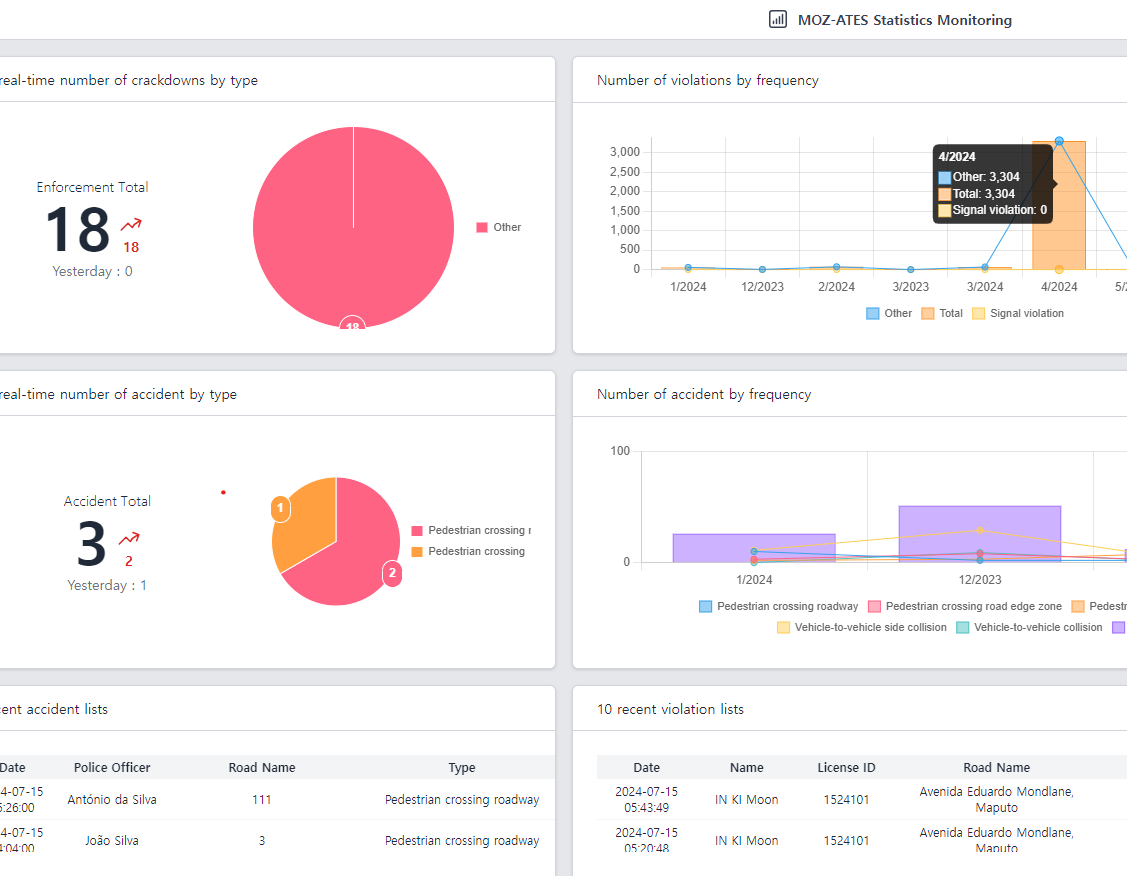 MOZ-ATES Statistics Monitoring
real-time number of crackdowns by type
Enforcement Total
18
18
Yesterday : 0
18
Other
Number of violations by frequency
3,000
2,500
2,000
1,500
1,000
500
0
4/2024
Other: 3,304
Total: 3,304
Signal violation: 0
1/2024 12/2023 2/2024 3/2023 3/2024 4/2024 5/2
Other Total Signal violation
real-time number of accident by type
Accident Total
3
2
Yesterday : 1
1
2
Pedestrian crossing r
Pedestrian crossing
Number of accident by frequency
100
0
1/2024 12/2023
Pedestrian crossing roadway Pedestrian crossing road edge zone Pedestr
Vehicle-to-vehicle side collision Vehicle-to-vehicle collision
ent accident lists
Date Police Officer Road Name Type
4-07-15
5:26:00 António da Silva 111 Pedestrian crossing roadway
4-07-15
4:04:00 João Silva 3 Pedestrian crossing roadway
10 recent violation lists
Date Name License ID Road Name
2024-07-15
05:43:49 IN KI Moon 1524101 Avenida Eduardo Mondlane,
Maputo
2024-07-15
05:20:48 IN KI Moon 1524101 Avenida Eduardo Mondlane,
Maputo